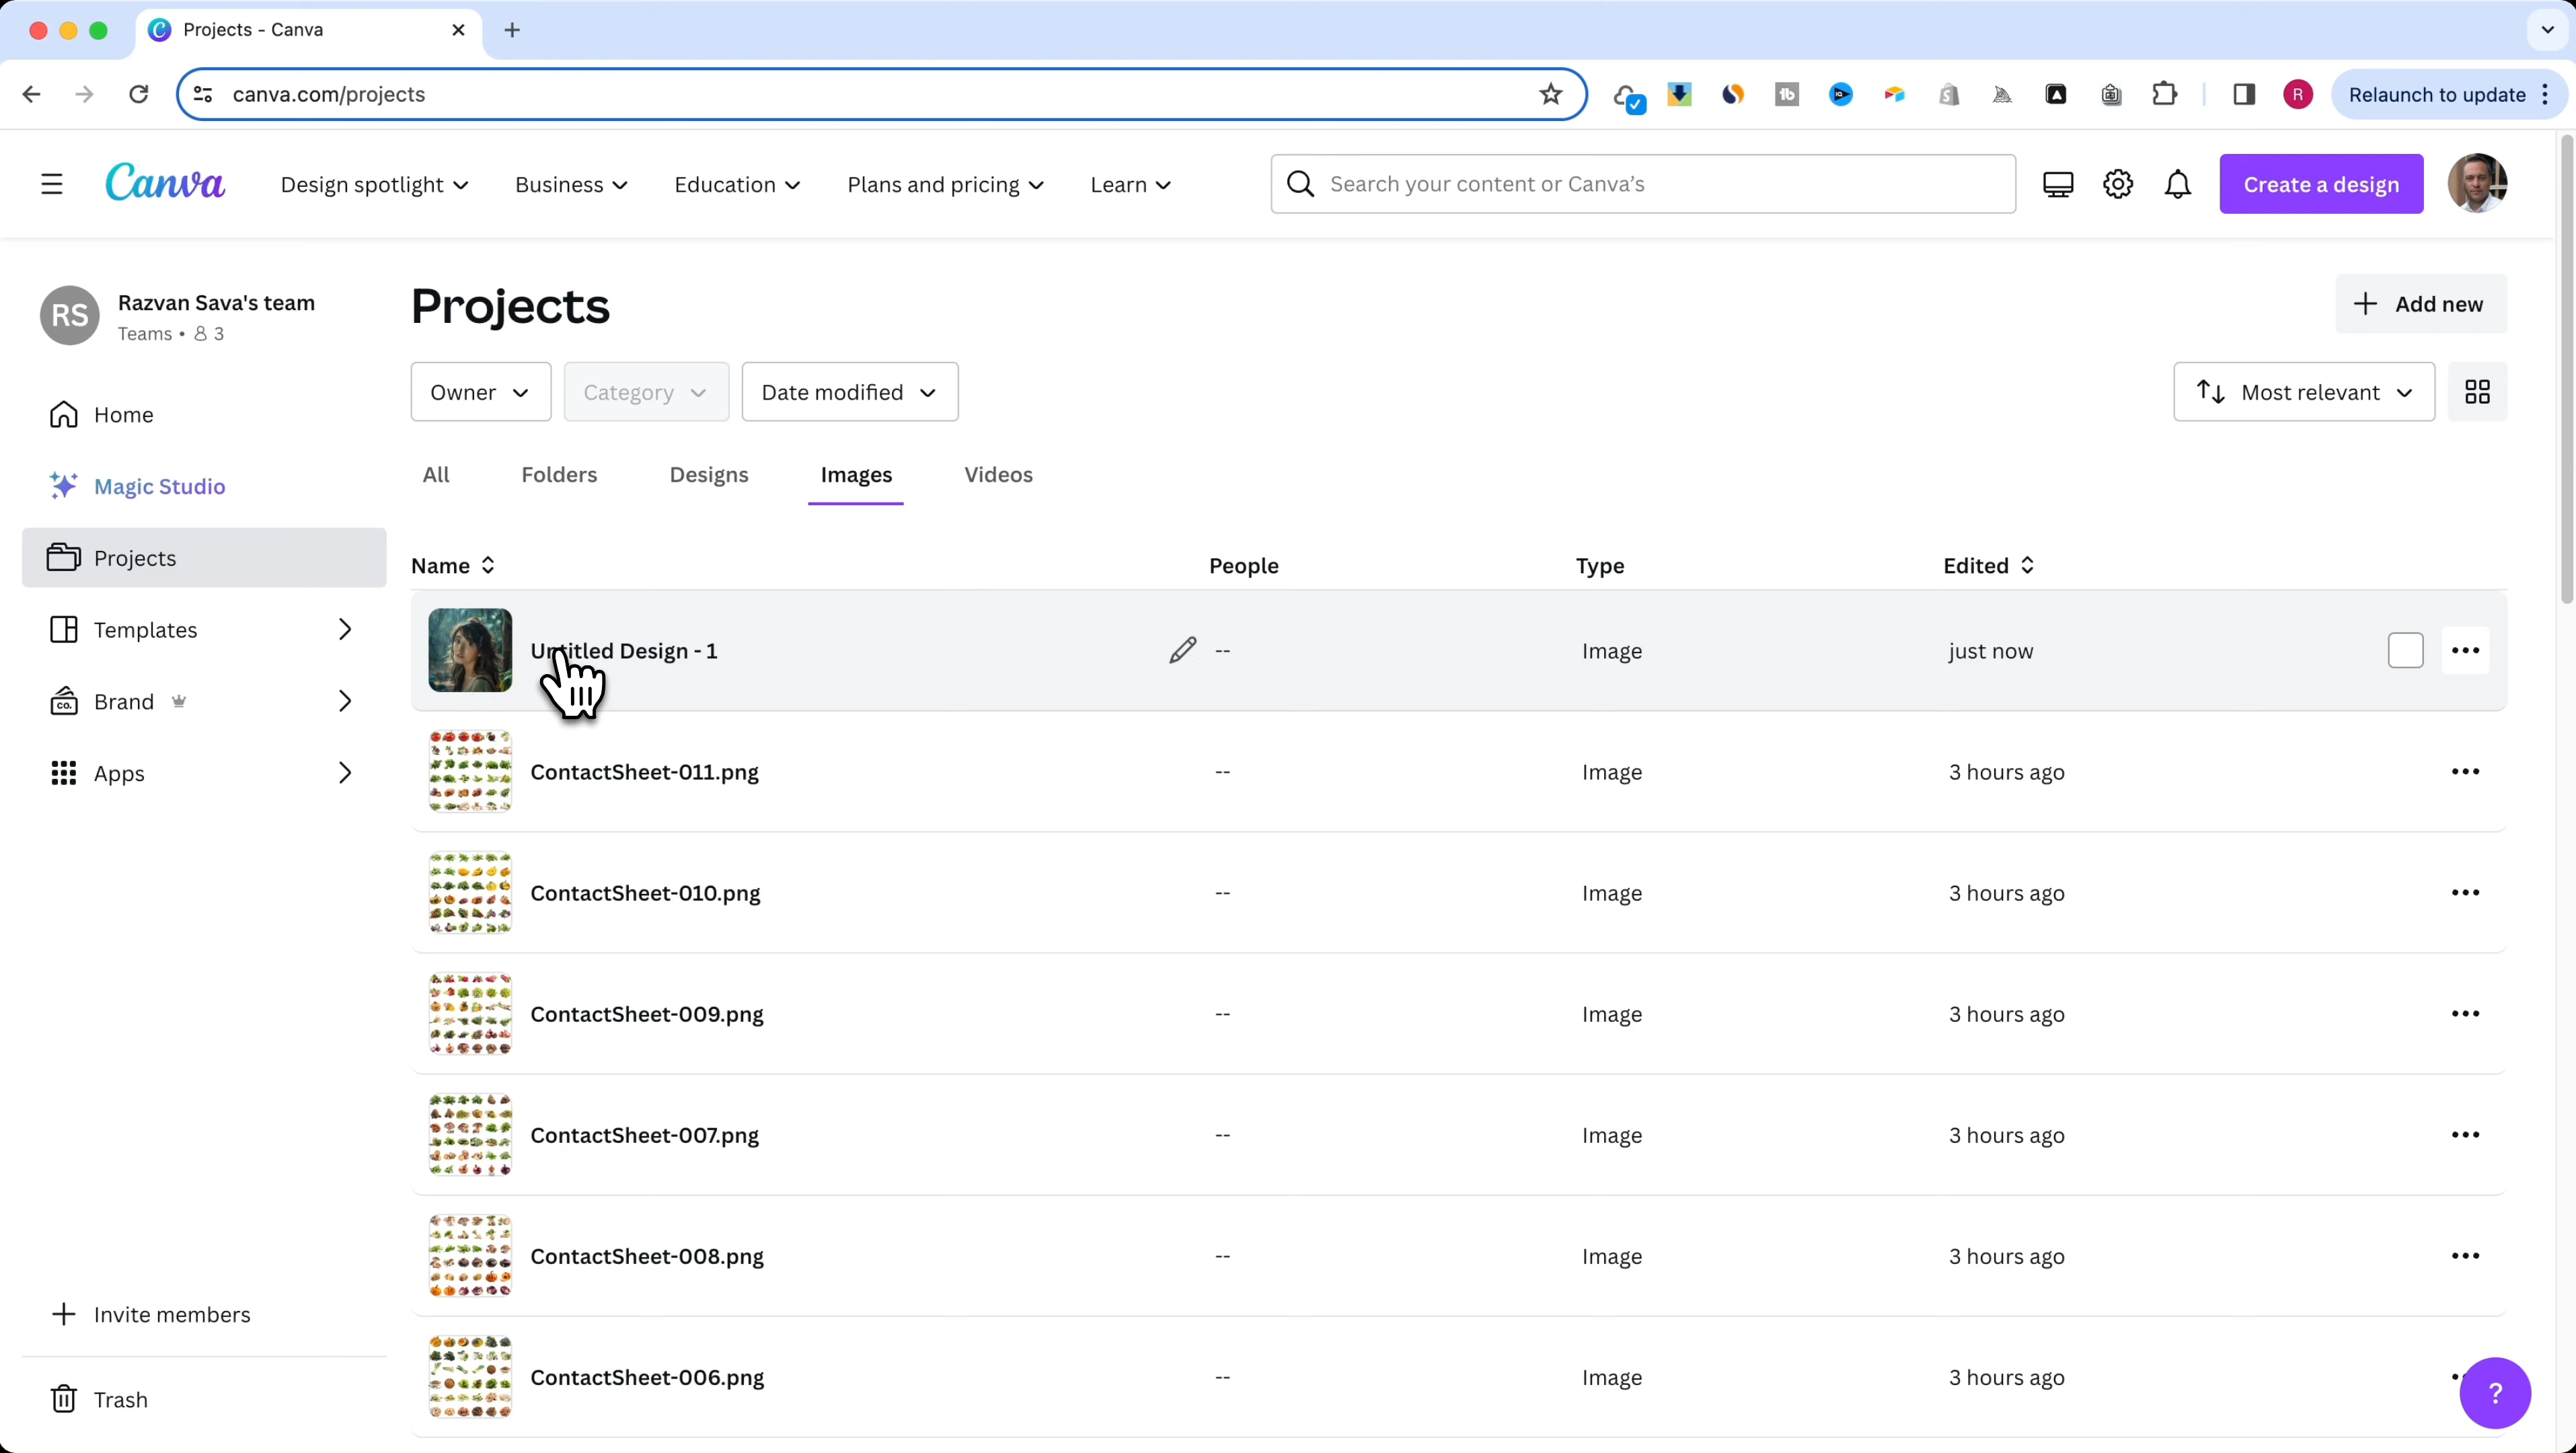 Projects - Canva
canva.com/projects
R
Relaunch to update
Canva
Design spotlight
Business
Education
Plans and pricing
Learn
Search your content or Canva's
Create a design
RS
Razvan Sava's team
Teams • 3
Home
Magic Studio
Projects
Templates
Brand
Apps
Invite members
Trash
Projects
Add new
Owner
Category
Date modified
Most relevant
All
Folders
Designs
Images
Videos
Name
People
Type
Edited
Untitled Design - 1 -- Image just now
ContactSheet-011.png -- Image 3 hours ago
ContactSheet-010.png -- Image 3 hours ago
ContactSheet-009.png -- Image 3 hours ago
ContactSheet-007.png -- Image 3 hours ago
ContactSheet-008.png -- Image 3 hours ago
ContactSheet-006.png -- Image 3 hours ago
?